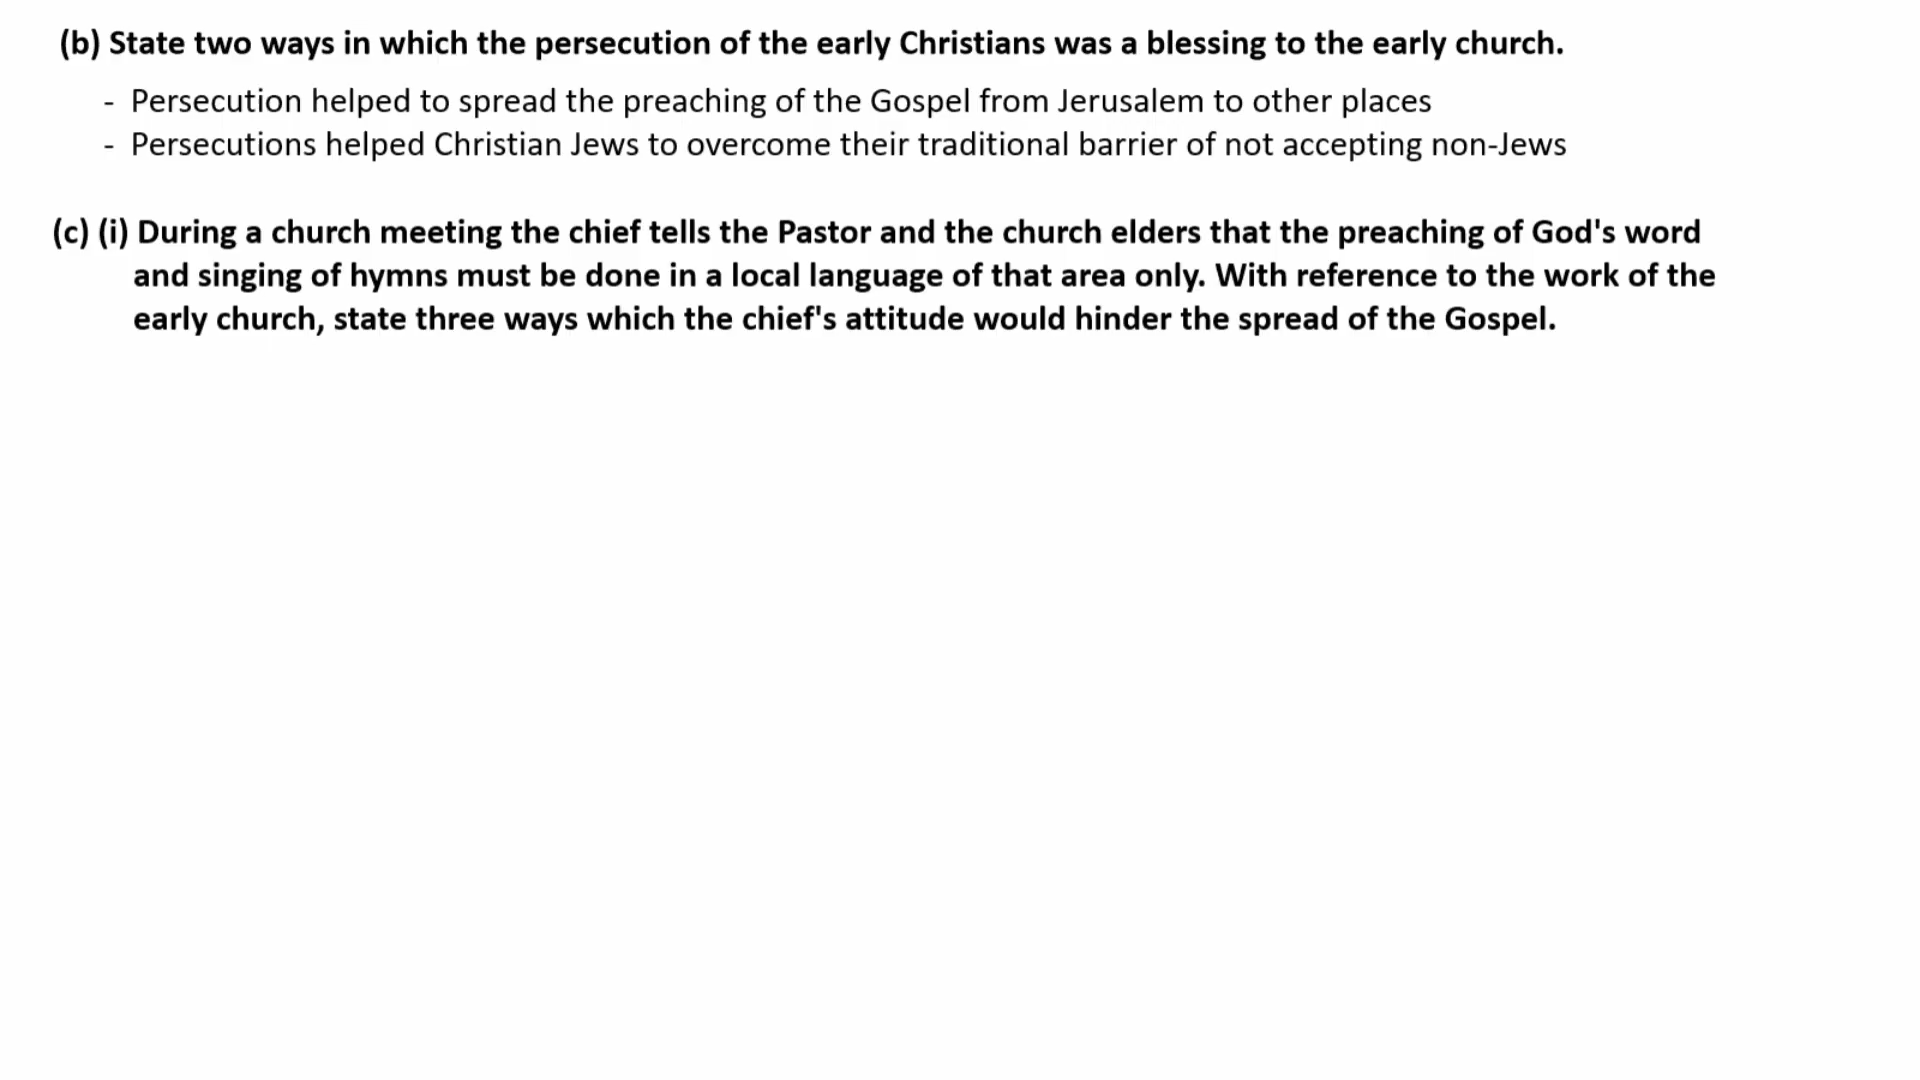 (b) State two ways in which the persecution of the early Christians was a blessing to the early church.
- Persecution helped to spread the preaching of the Gospel from Jerusalem to other places
- Persecutions helped Christian Jews to overcome their traditional barrier of not accepting non-Jews
(c) (i) During a church meeting the chief tells the Pastor and the church elders that the preaching of God's word
and singing of hymns must be done in a local language of that area only. With reference to the work of the
early church, state three ways which the chief's attitude would hinder the spread of the Gospel.